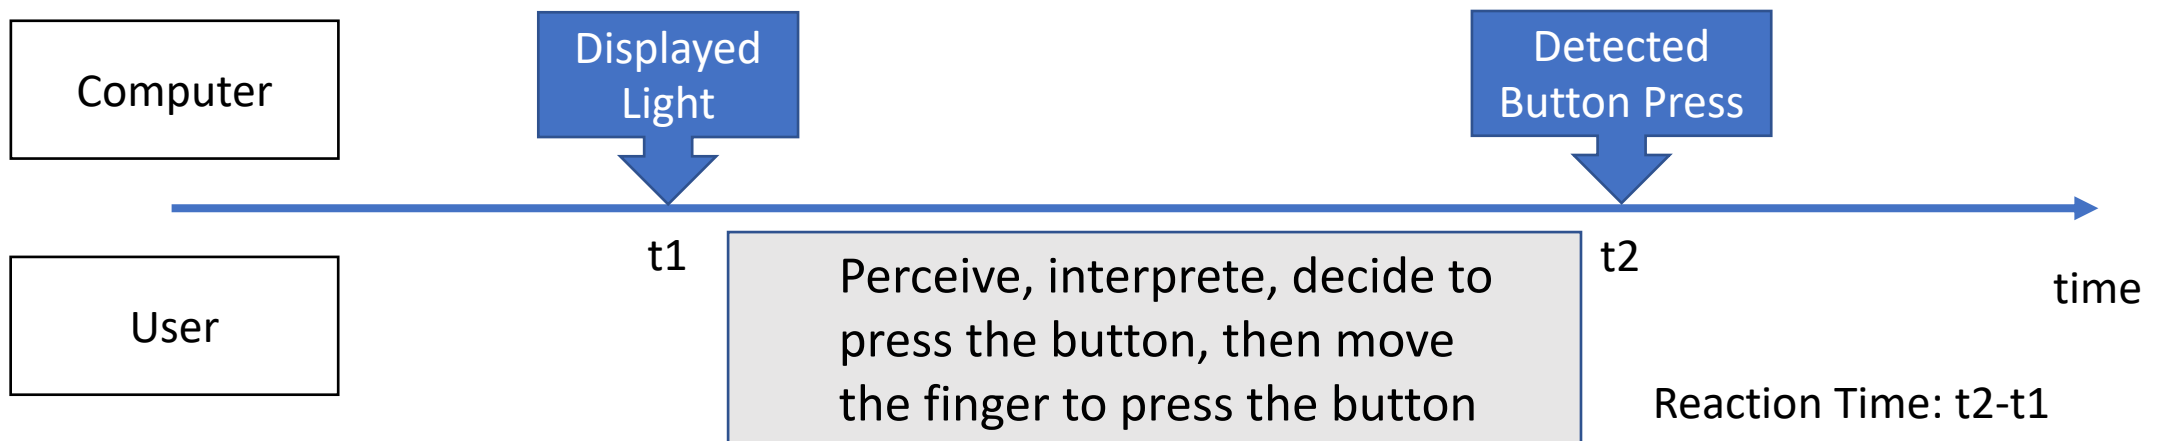 Computer
Displayed
Light
Detected
Button Press
t1
t2
time
User
Perceive, interprete, decide to
press the button, then move
the finger to press the button
Reaction Time: t2-t1